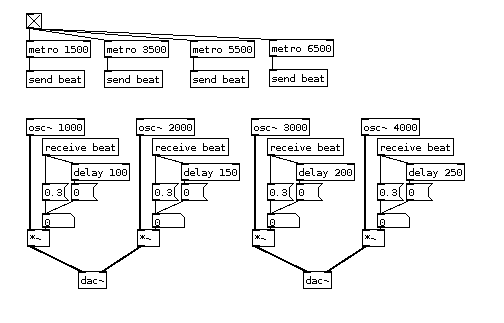 metro 1500 metro 3500 metro 5500 metro 6500
send beat send beat send beat send beat
osc~ 1000 osc~ 2000 osc~ 3000 osc~ 4000
receive beat receive beat receive beat receive beat
delay 100 delay 150 delay 200 delay 250
0.3 0 0.3 0 0.3 0 0.3 0
0 0 0 0
*~ *~ *~ *~
dac~ dac~